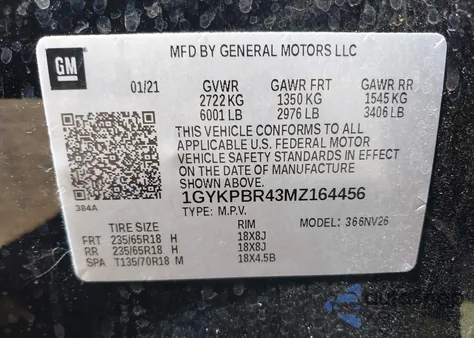 GM
MFD BY GENERAL MOTORS LLC
01/21 GVWR GAWR FRT GAWR RR
2722 KG 1350 KG 1545 KG
6001 LB 2976 LB 3406 LB
THIS VEHICLE CONFORMS TO ALL
APPLICABLE U.S. FEDERAL MOTOR
VEHICLE SAFETY STANDARDS IN EFFECT
ON THE DATE OF MANUFACTURE
SHOWN ABOVE.
384A
1GYKPBR43MZ164456
TYPE: M.P.V. MODEL: 366NV26
TIRE SIZE RIM
FRT 235/65R18 H 18X8J
RR 235/65R18 H 18X8J
SPA T135/70R18 M 18X4.5B